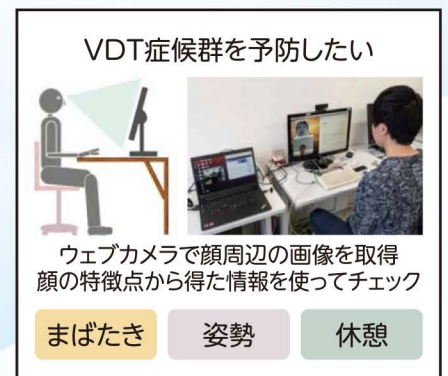 VDT症候群を予防したい
ウェブカメラで顔周辺の画像を取得
顔の特徴点から得た情報を使ってチェック
まばたき
姿勢
休憩